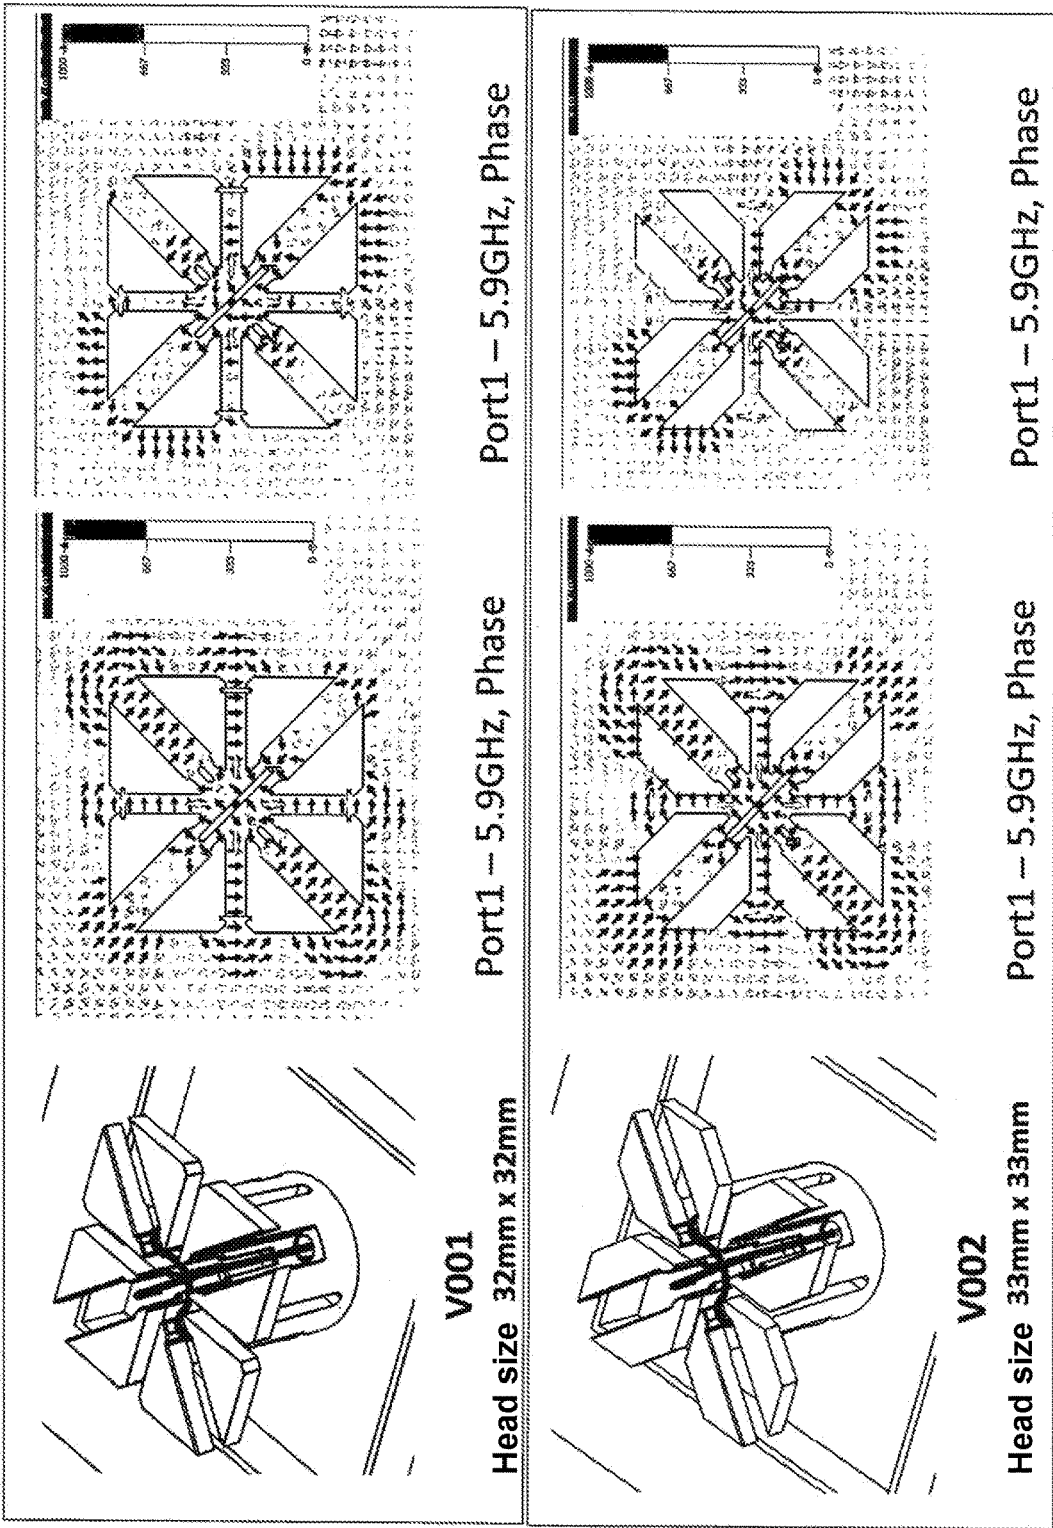 V001
Head size 32mm x 32mm
Port1 – 5.9GHz, Phase
Port1 – 5.9GHz, Phase
V002
Head size 33mm x 33mm
Port1 – 5.9GHz, Phase
Port1 – 5.9GHz, Phase